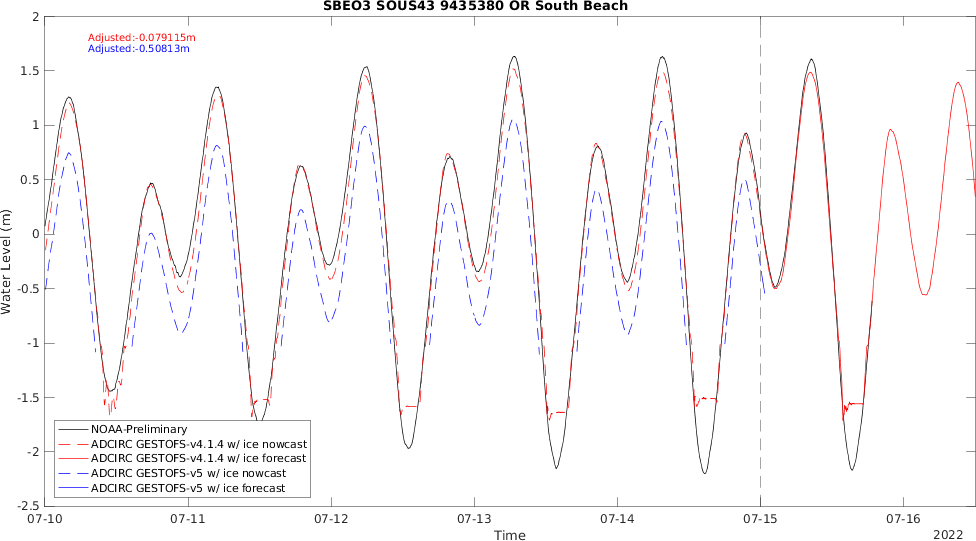 SBEO3 SOUS43 9435380 OR South Beach
Adjusted:-0.079115m
Adjusted:-0.50813m
Water Level (m)
2
1.5
1
0.5
0
-0.5
-1
-1.5
-2
-2.5
NOAA-Preliminary
ADCIRC GESTOFS-v4.1.4 w/ ice nowcast
ADCIRC GESTOFS-v4.1.4 w/ ice forecast
ADCIRC GESTOFS-v5 w/ ice nowcast
ADCIRC GESTOFS-v5 w/ ice forecast
07-10 07-11 07-12 07-13 07-14 07-15 07-16
Time
2022